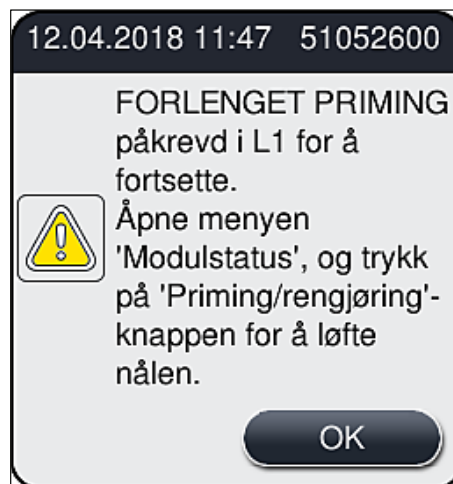 12.04.2018 11:47 51052600
FORLENGET PRIMING
påkrevd i L1 for å
fortsette.
Åpne menyen
'Modulstatus', og trykk
på 'Priming/rengjøring'-
knappen for å løfte
nålen.
OK